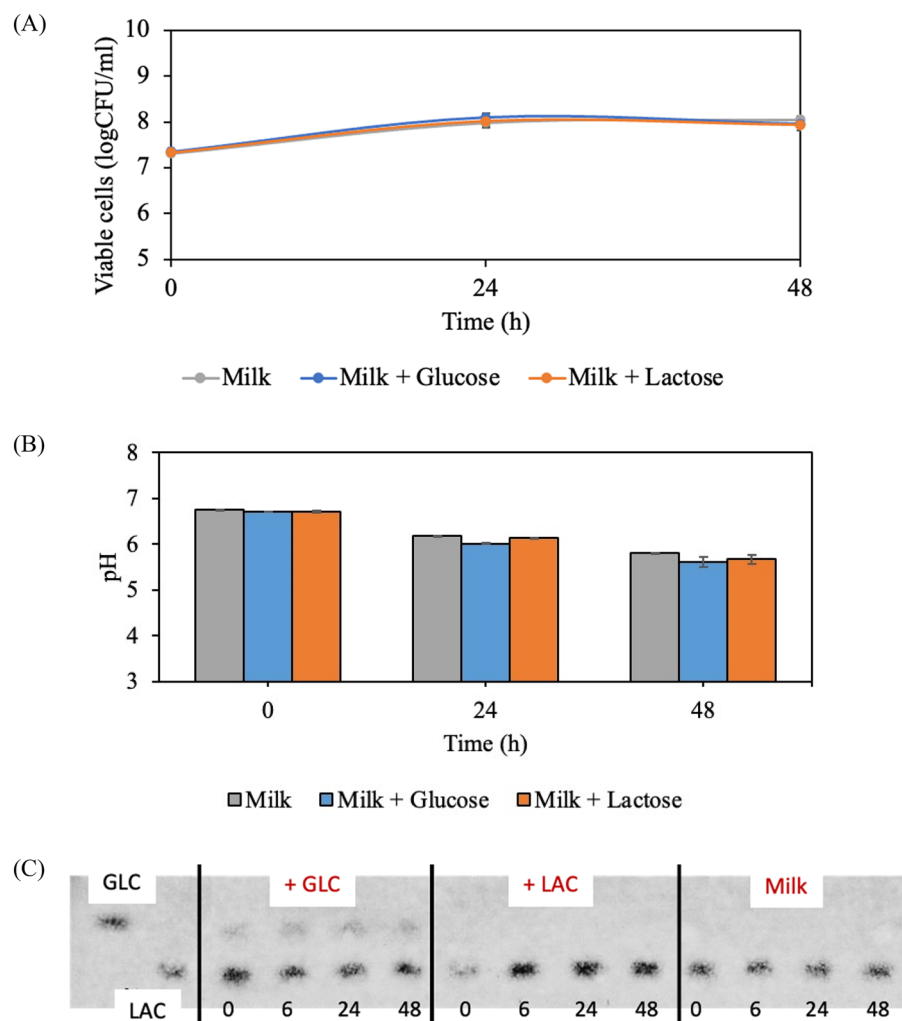 (A)
10
9
8
7
6
5
Viable cells (logCFU/ml)
0 24 48
Time (h)
Milk Milk + Glucose Milk + Lactose
(B)
8
7
6
5
4
3
pH
0 24 48
Time (h)
Milk Milk + Glucose Milk + Lactose
(C)
GLC + GLC + LAC Milk
LAC 0 6 24 48 0 6 24 48 0 6 24 48